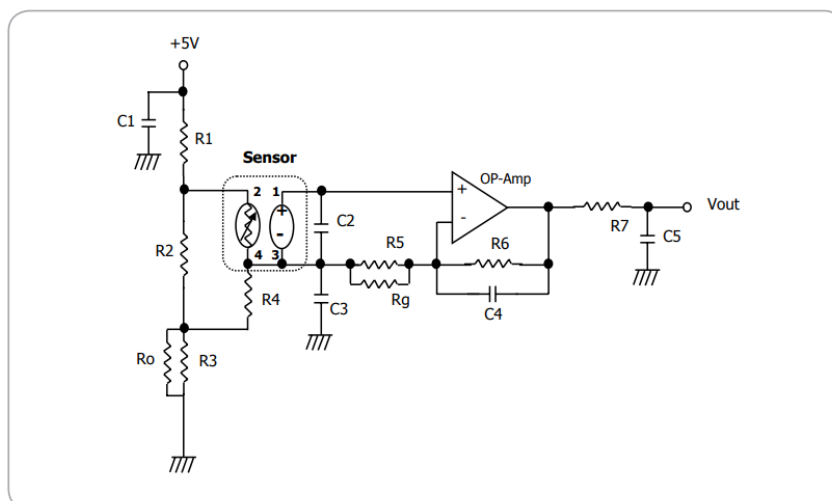 +5V
C1
R1
Sensor
2 1
+
-
4 3
OP-Amp
+
-
Vout
C2
R2
R5
R6
R7
C5
R4
C3
Rg
C4
Ro
R3